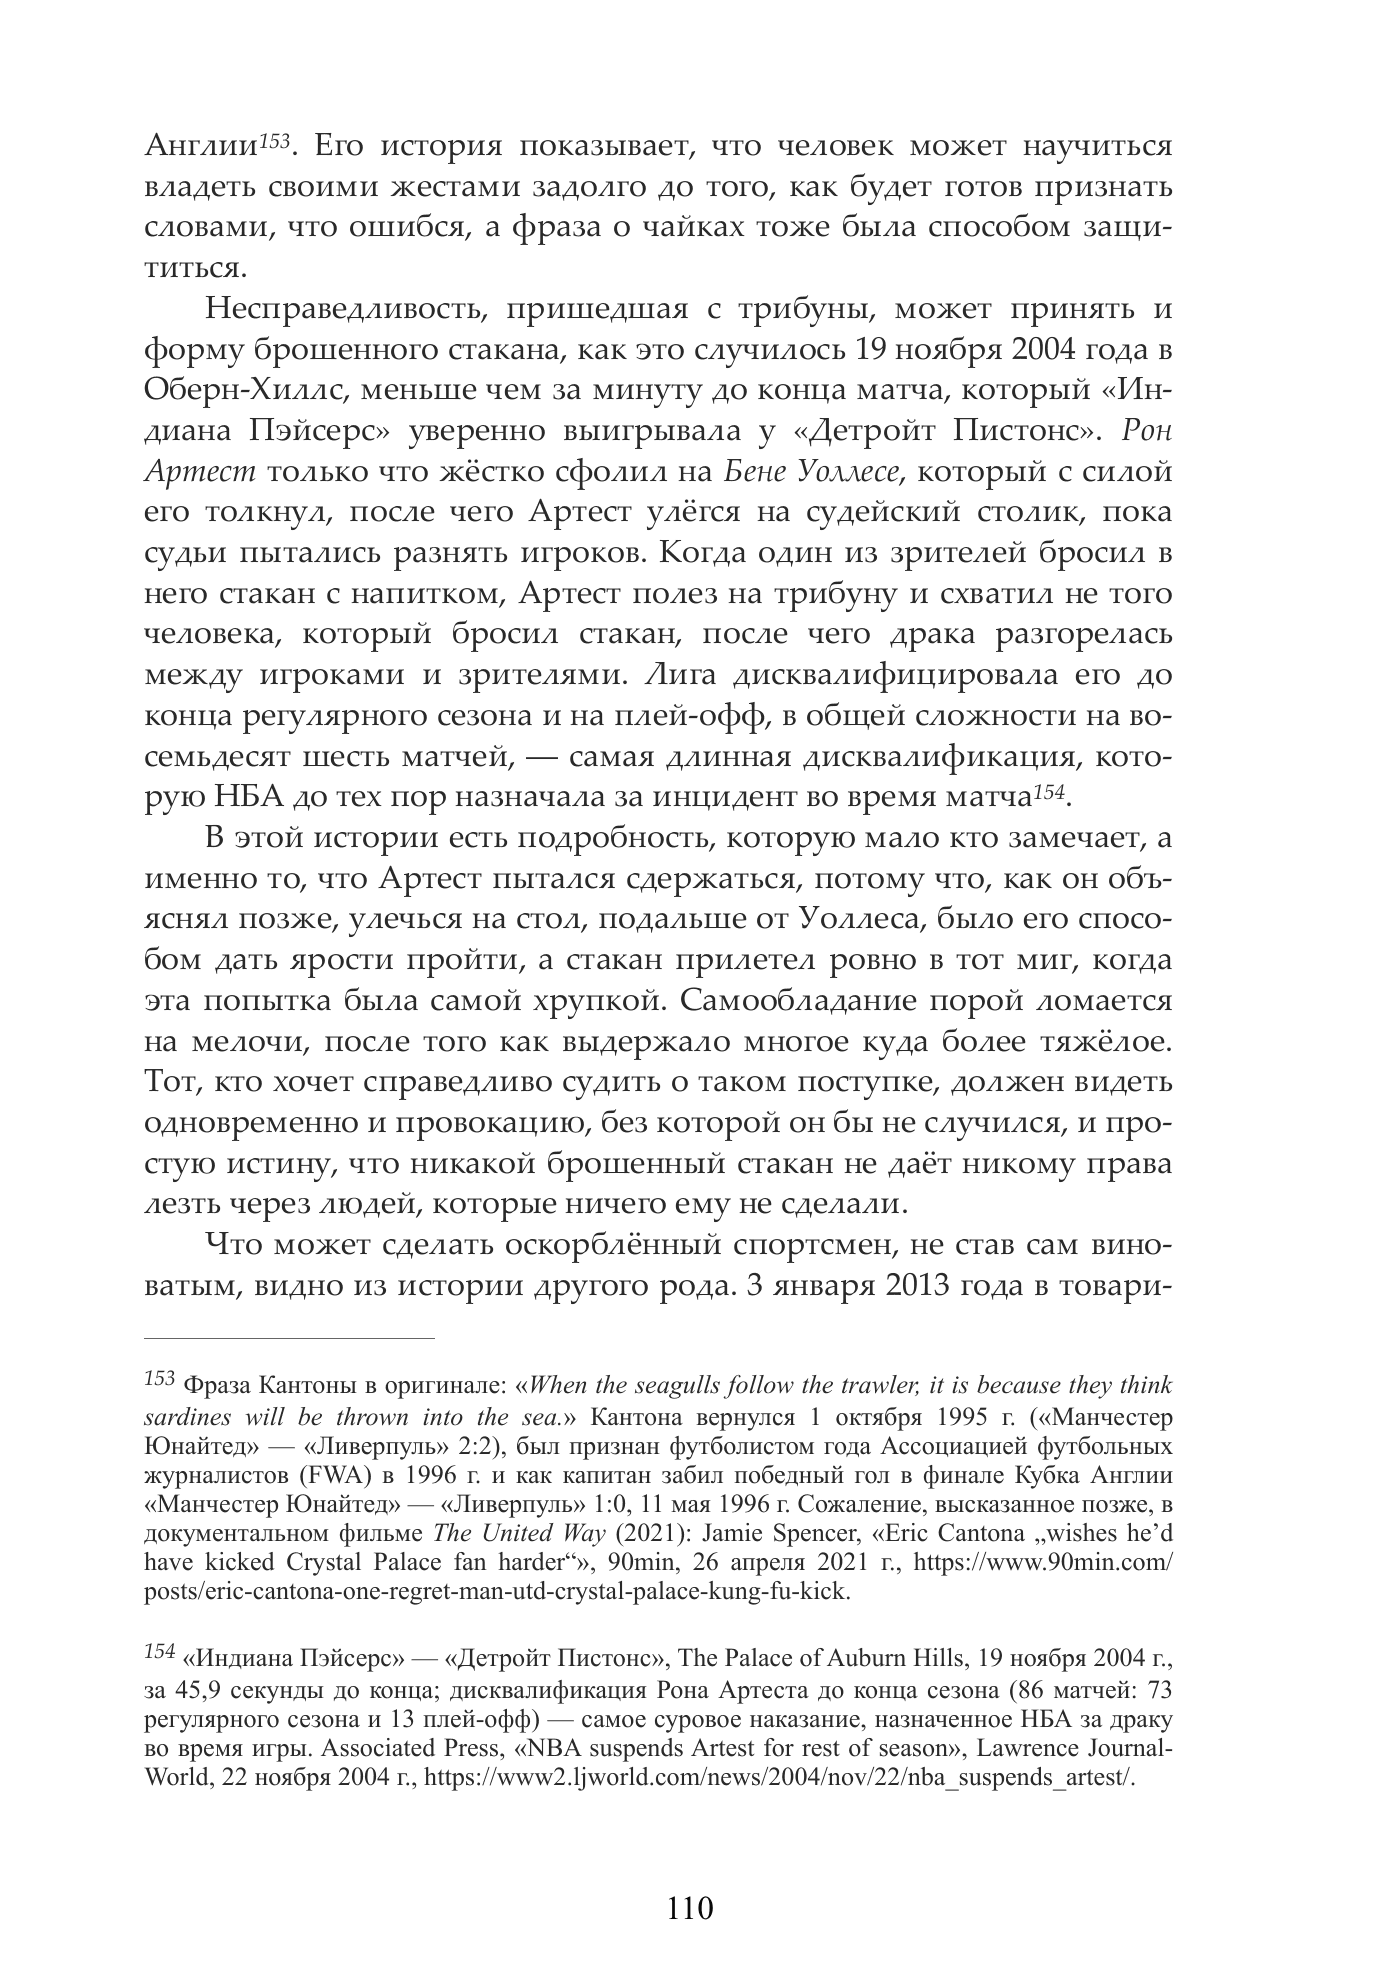 Англии153. Его история показывает, что человек может научиться
владеть своими жестами задолго до того, как будет готов признать
словами, что ошибся, а фраза о чайках тоже была способом защи-
титься.
Несправедливость, пришедшая с трибуны, может принять и
форму брошенного стакана, как это случилось 19 ноября 2004 года в
Оберн-Хиллс, меньше чем за минуту до конца матча, который «Ин-
диана Пэйсерс» уверенно выигрывала у «Детройт Пистонс». Рон
Артест только что жёстко сфолил на Бене Уоллесе, который с силой
его толкнул, после чего Артест улёгся на судейский столик, пока
судьи пытались разнять игроков. Когда один из зрителей бросил в
него стакан с напитком, Артест полез на трибуну и схватил не того
человека, который бросил стакан, после чего драка разгорелась
между игроками и зрителями. Лига дисквалифицировала его до
конца регулярного сезона и на плей-офф, в общей сложности на во-
семьдесят шесть матчей, — самая длинная дисквалификация, кото-
рую НБА до тех пор назначала за инцидент во время матча154.
В этой истории есть подробность, которую мало кто замечает, а
именно то, что Артест пытался сдержаться, потому что, как он объ-
яснял позже, улечься на стол, подальше от Уоллеса, было его спосо-
бом дать ярости пройти, а стакан прилетел ровно в тот миг, когда
эта попытка была самой хрупкой. Самообладание порой ломается
на мелочи, после того как выдержало многое куда более тяжёлое.
Тот, кто хочет справедливо судить о таком поступке, должен видеть
одновременно и провокацию, без которой он бы не случился, и про-
стую истину, что никакой брошенный стакан не даёт никому права
лезть через людей, которые ничего ему не сделали.
Что может сделать оскорблённый спортсмен, не став сам вино-
ватым, видно из истории другого рода. 3 января 2013 года в товари-
153 Фраза Кантоны в оригинале: «When the seagulls follow the trawler, it is because they think
sardines will be thrown into the sea.» Кантона вернулся 1 октября 1995 г. («Манчестер
Юнайтед» — «Ливерпуль» 2:2), был признан футболистом года Ассоциацией футбольных
журналистов (FWA) в 1996 г. и как капитан забил победный гол в финале Кубка Англии
«Манчестер Юнайтед» — «Ливерпуль» 1:0, 11 мая 1996 г. Сожаление, высказанное позже, в
документальном фильме The United Way (2021): Jamie Spencer, «Eric Cantona „wishes he’d
have kicked Crystal Palace fan harder“», 90min, 26 апреля 2021 г., https://www.90min.com/
posts/eric-cantona-one-regret-man-utd-crystal-palace-kung-fu-kick.
154 «Индиана Пэйсерс» — «Детройт Пистонс», The Palace of Auburn Hills, 19 ноября 2004 г.,
за 45,9 секунды до конца; дисквалификация Рона Артеста до конца сезона (86 матчей: 73
регулярного сезона и 13 плей-офф) — самое суровое наказание, назначенное НБА за драку
во время игры. Associated Press, «NBA suspends Artest for rest of season», Lawrence Journal-
World, 22 ноября 2004 г., https://www2.ljworld.com/news/2004/nov/22/nba_suspends_artest/.
110